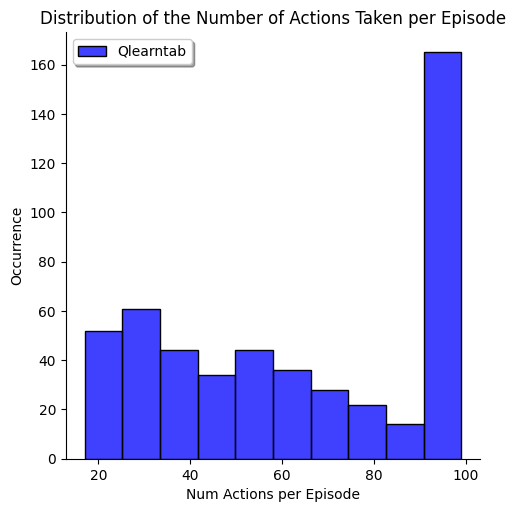 Distribution of the Number of Actions Taken per Episode
Qlearntab
160
140
120
100
80
60
40
20
0
Occurrence
20 40 60 80 100
Num Actions per Episode